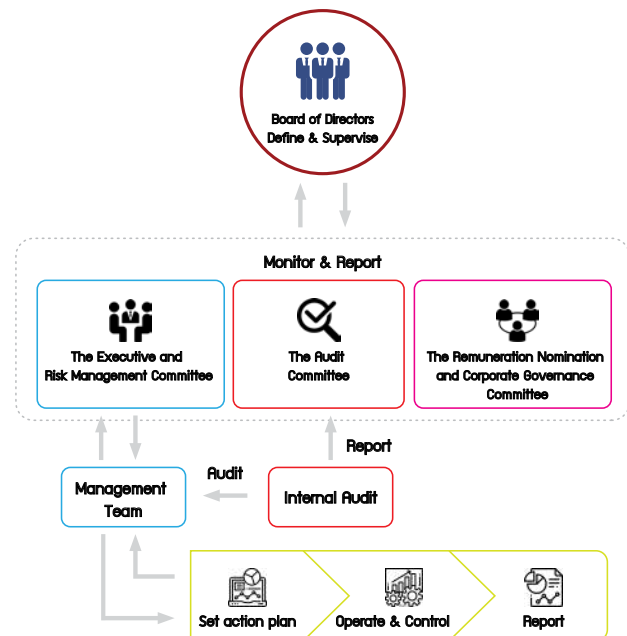 Board of Directors
Define & Supervise
Monitor & Report
The Executive and
Risk Management Committee
The Audit
Committee
The Remuneration Nomination
and Corporate Governance
Committee
Report
Audit
Management
Team
Internal Audit
Set action plan
Operate & Control
Report